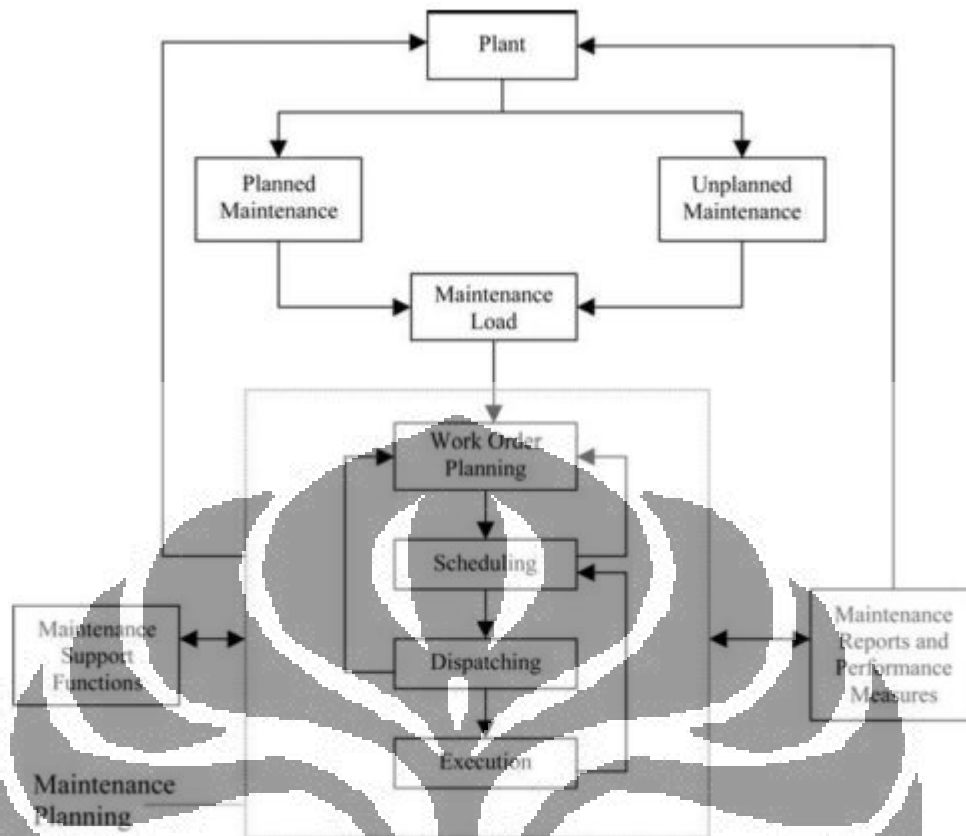 Plant
Planned
Maintenance
Unplanned
Maintenance
Maintenance
Load
Work Order
Planning
Scheduling
Maintenance
Support
Functions
Dispatching
Maintenance
Reports and
Performance
Measures
Execution
Maintenance
Planning